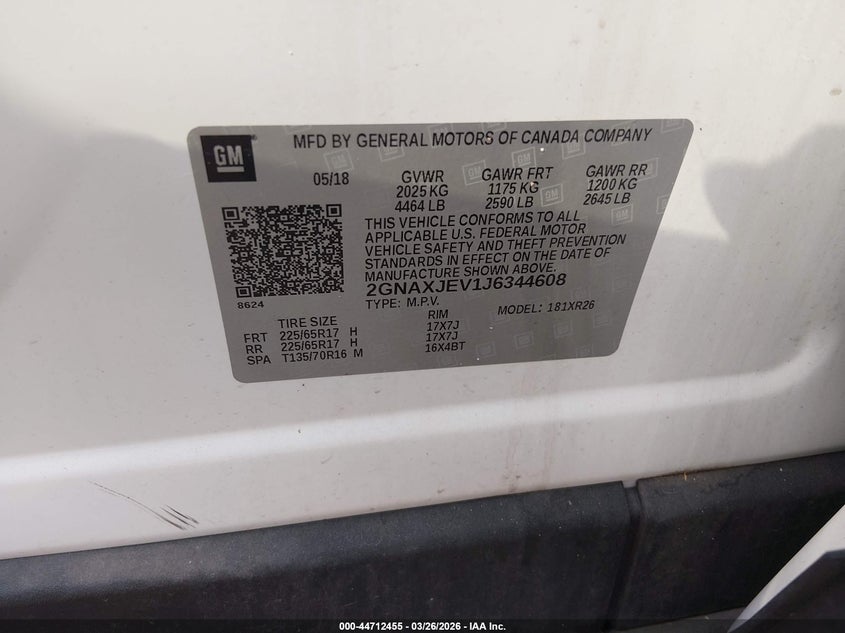 GM
MFD BY GENERAL MOTORS OF CANADA COMPANY
05/18 GVWR GAWR FRT GAWR RR
2025 KG 1175 KG 1200 KG
4464 LB 2590 LB 2645 LB
THIS VEHICLE CONFORMS TO ALL
APPLICABLE U.S. FEDERAL MOTOR
VEHICLE SAFETY AND THEFT PREVENTION
STANDARDS IN EFFECT ON THE DATE OF
MANUFACTURE SHOWN ABOVE.
8624 2GNAXJEV1J6344608
TYPE: M.P.V. MODEL: 181XR26
TIRE SIZE RIM
FRT 225/65R17 H 17X7J
RR 225/65R17 H 17X7J
SPA T135/70R16 M 16X4BT
000-44712455 - 03/26/2026 - IAA Inc.